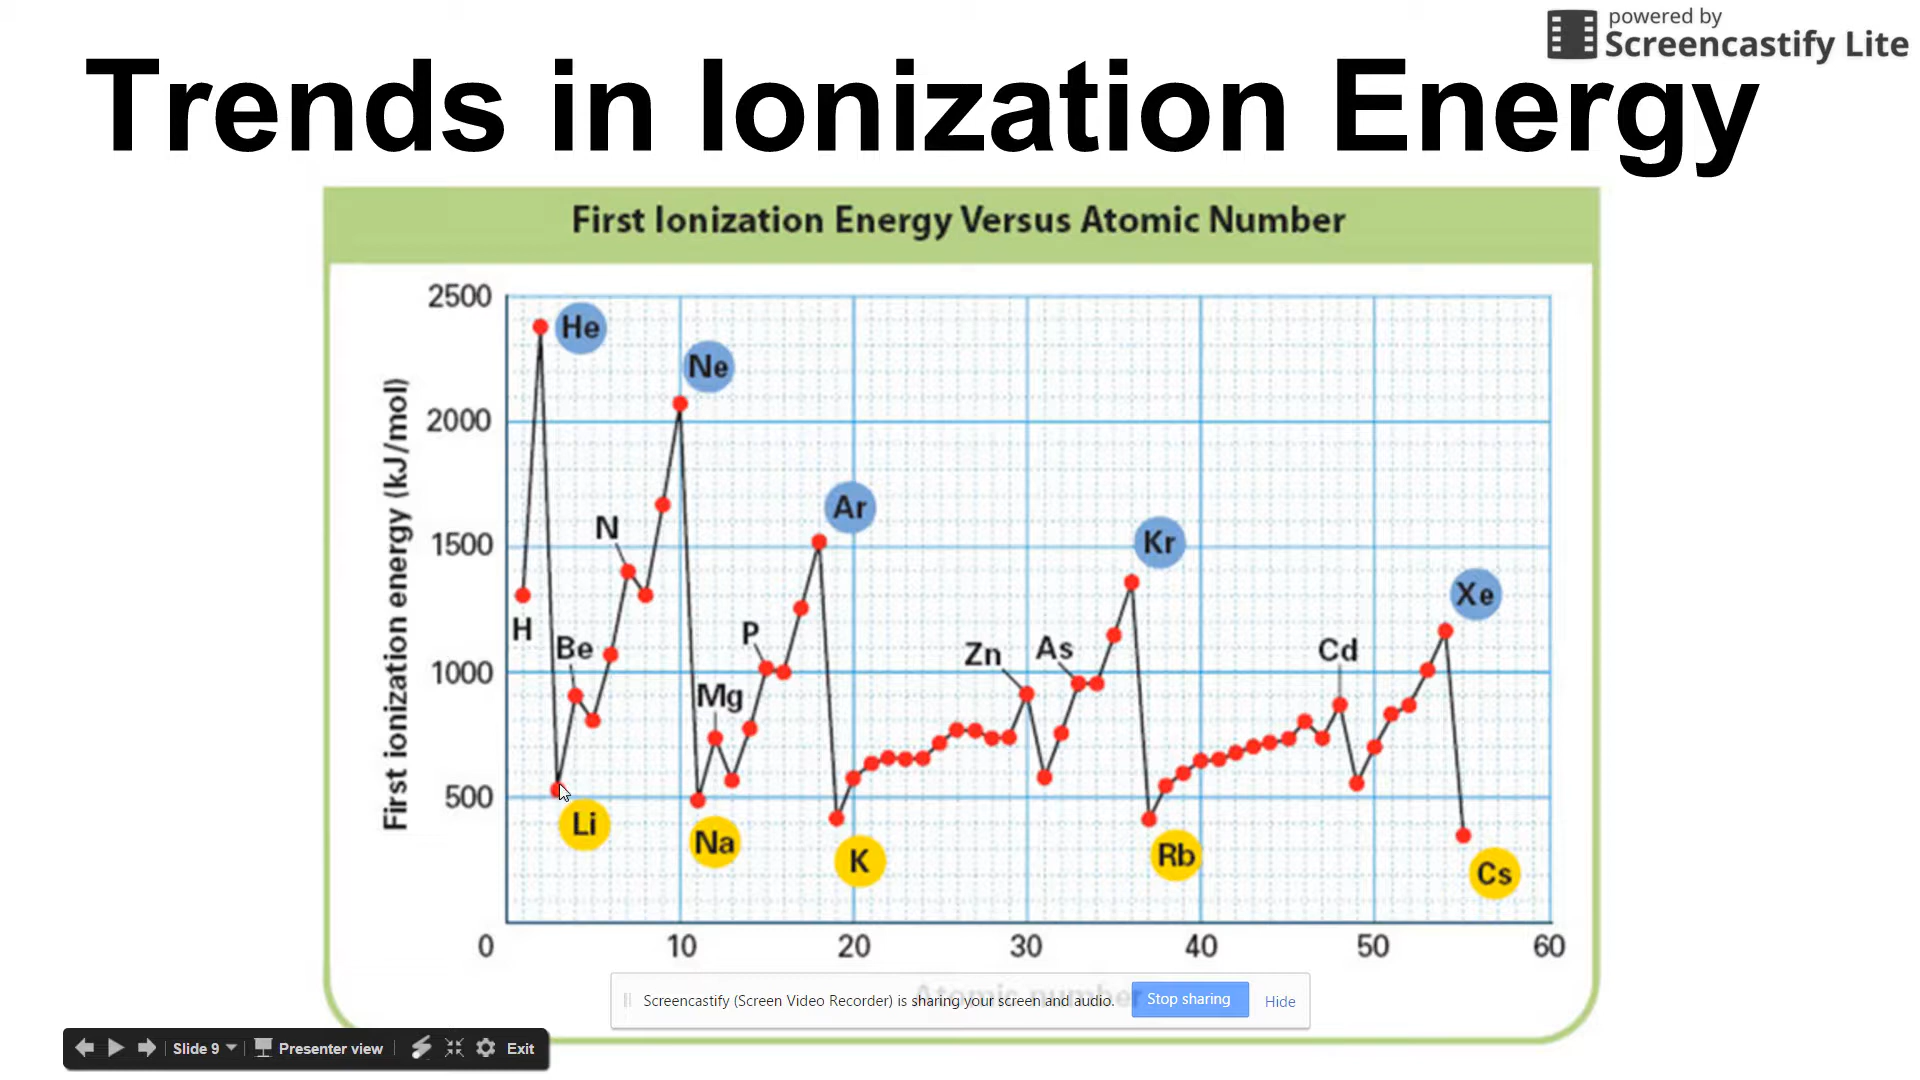 powered by
Screencastify Lite
Trends in Ionization Energy
First Ionization Energy Versus Atomic Number
First ionization energy (kJ/mol)
2500
2000
1500
1000
500
0
10
20
30
40
50
60
He
Ne
Ar
Kr
Xe
N
H
Be
P
Mg
Zn
As
Cd
Li
Na
K
Rb
Cs
Atomic number
Screencastify (Screen Video Recorder) is sharing your screen and audio.
Stop sharing
Hide
Slide 9
Presenter view
Exit